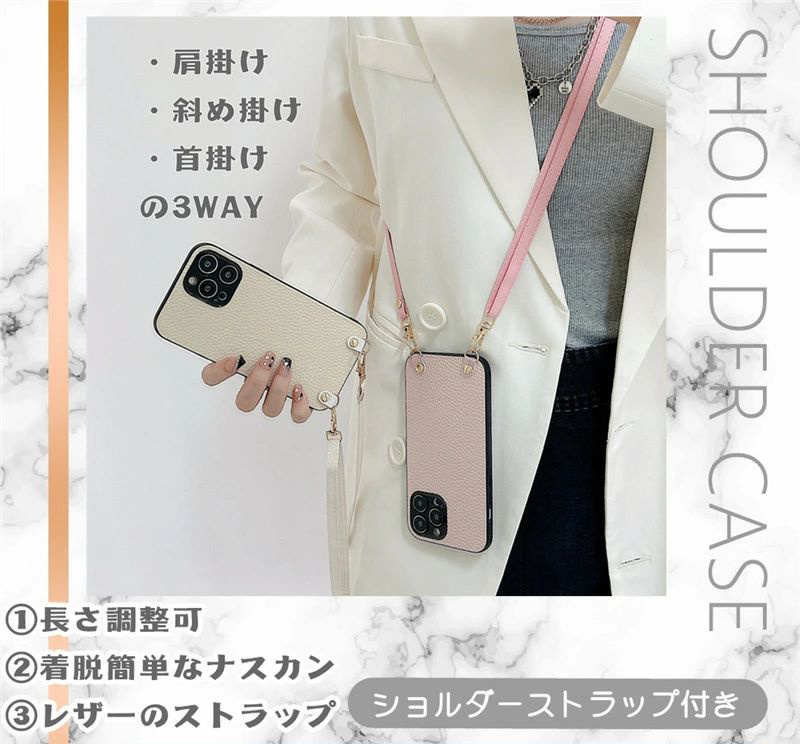 ・肩掛け
・斜め掛け
・首掛け
の3WAY
SHOULDER CASE
①長さ調整可
②着脱簡単なナスカン
③レザーのストラップ
ショルダーストラップ付き